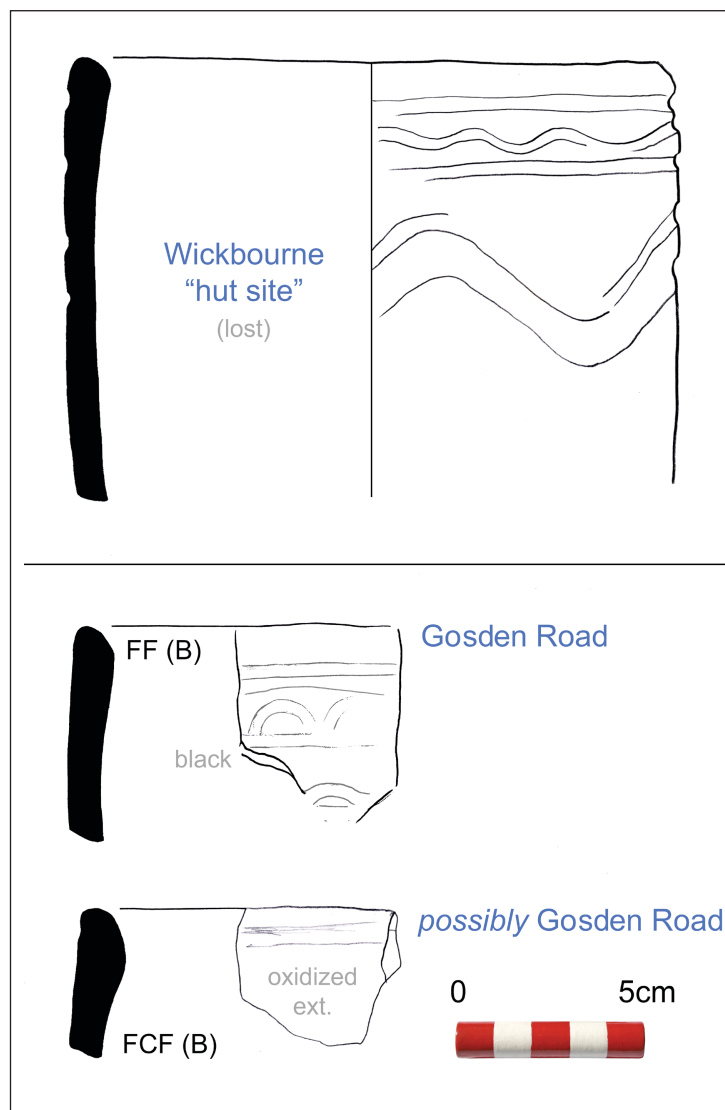 Wickbourne
“hut site”
(lost)
FF (B)
Gosden Road
black
possibly Gosden Road
oxidized
ext.
0 5cm
FCF (B)